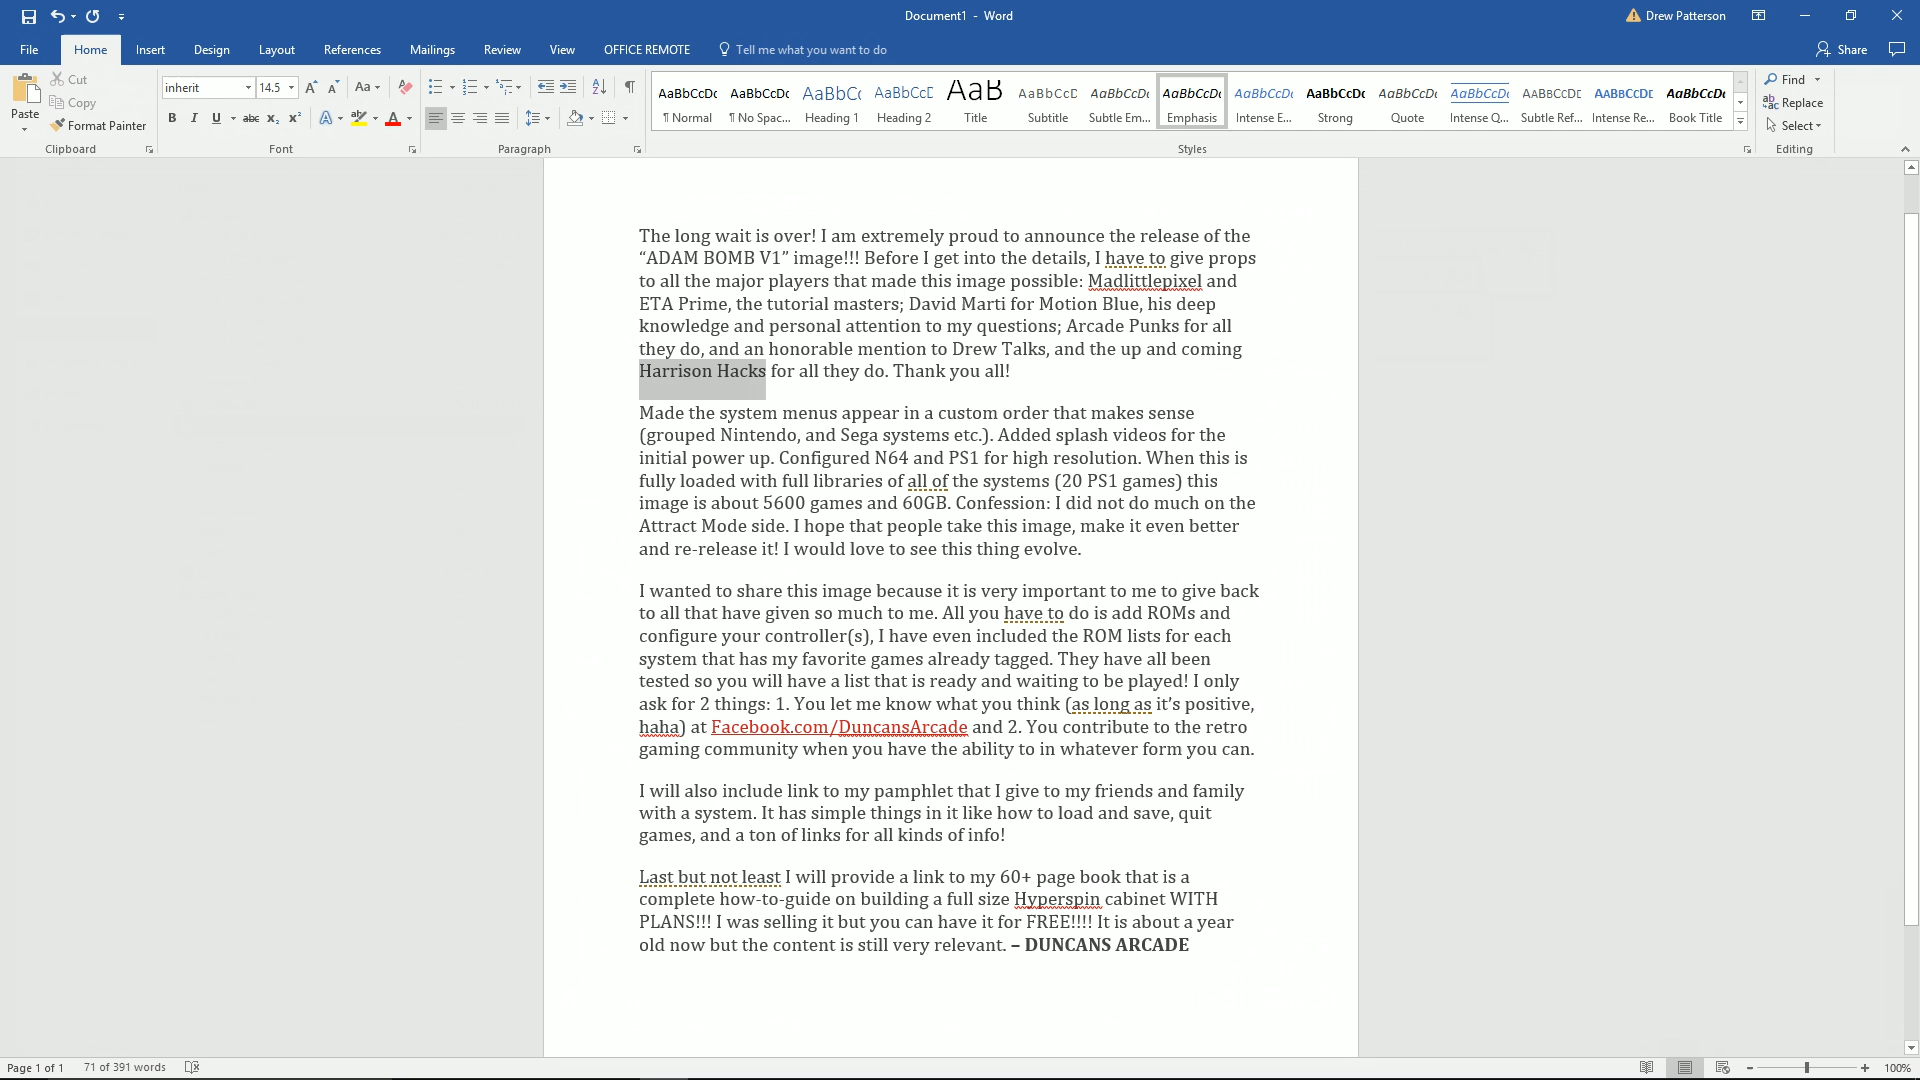 Document1 - Word
Drew Patterson
File Home Insert Design Layout References Mailings Review View OFFICE REMOTE Tell me what you want to do Share
Paste
Cut
Copy
Format Painter
Clipboard
inherit 14.5 Aa
B I U abc x₂ x² A ab A
Font
Paragraph
AaBbCcDc AaBbCcDc AaBbCc AaBbCcD AaB AaBbCcD AaBbCcDc AaBbCcDc AaBbCcDc AaBbCcDc AaBbCcDc AaBbCcDc AaBbCcDd AaBbCcDd AaBbCcDc
¶ Normal ¶ No Spac... Heading 1 Heading 2 Title Subtitle Subtle Em... Emphasis Intense E... Strong Quote Intense Q... Subtle Ref... Intense Re... Book Title
Styles
Find
Replace
Select
Editing
The long wait is over! I am extremely proud to announce the release of the
“ADAM BOMB V1” image!!! Before I get into the details, I have to give props
to all the major players that made this image possible: Madlittlepixel and
ETA Prime, the tutorial masters; David Marti for Motion Blue, his deep
knowledge and personal attention to my questions; Arcade Punks for all
they do, and an honorable mention to Drew Talks, and the up and coming
Harrison Hacks for all they do. Thank you all!
Made the system menus appear in a custom order that makes sense
(grouped Nintendo, and Sega systems etc.). Added splash videos for the
initial power up. Configured N64 and PS1 for high resolution. When this is
fully loaded with full libraries of all of the systems (20 PS1 games) this
image is about 5600 games and 60GB. Confession: I did not do much on the
Attract Mode side. I hope that people take this image, make it even better
and re-release it! I would love to see this thing evolve.
I wanted to share this image because it is very important to me to give back
to all that have given so much to me. All you have to do is add ROMs and
configure your controller(s), I have even included the ROM lists for each
system that has my favorite games already tagged. They have all been
tested so you will have a list that is ready and waiting to be played! I only
ask for 2 things: 1. You let me know what you think (as long as it’s positive,
haha) at Facebook.com/DuncansArcade and 2. You contribute to the retro
gaming community when you have the ability to in whatever form you can.
I will also include link to my pamphlet that I give to my friends and family
with a system. It has simple things in it like how to load and save, quit
games, and a ton of links for all kinds of info!
Last but not least I will provide a link to my 60+ page book that is a
complete how-to-guide on building a full size Hyperspin cabinet WITH
PLANS!!! I was selling it but you can have it for FREE!!!! It is about a year
old now but the content is still very relevant. – DUNCANS ARCADE
Page 1 of 1 71 of 391 words 100%